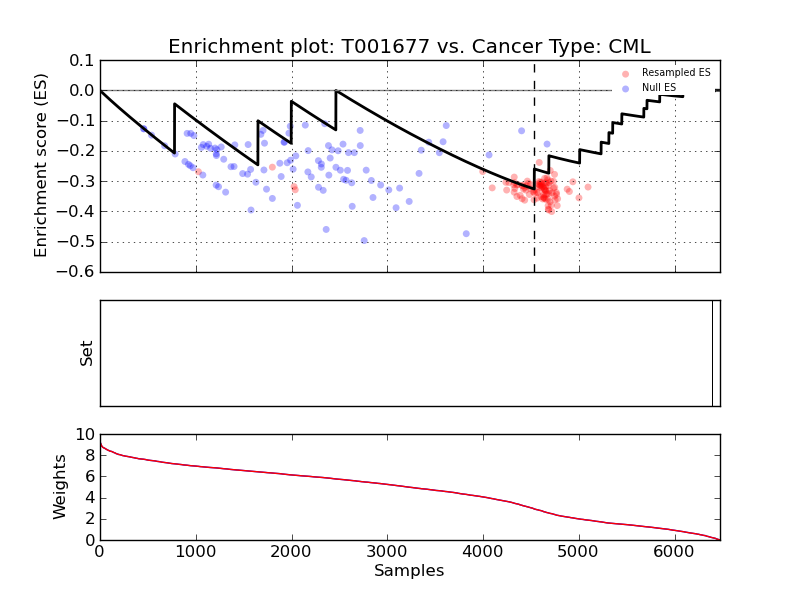 Enrichment plot: T001677 vs. Cancer Type: CML
Enrichment score (ES)
0.1
0.0
−0.1
−0.2
−0.3
−0.4
−0.5
−0.6
Resampled ES
Null ES
Set
Weights
10
8
6
4
2
0
0 1000 2000 3000 4000 5000 6000
Samples